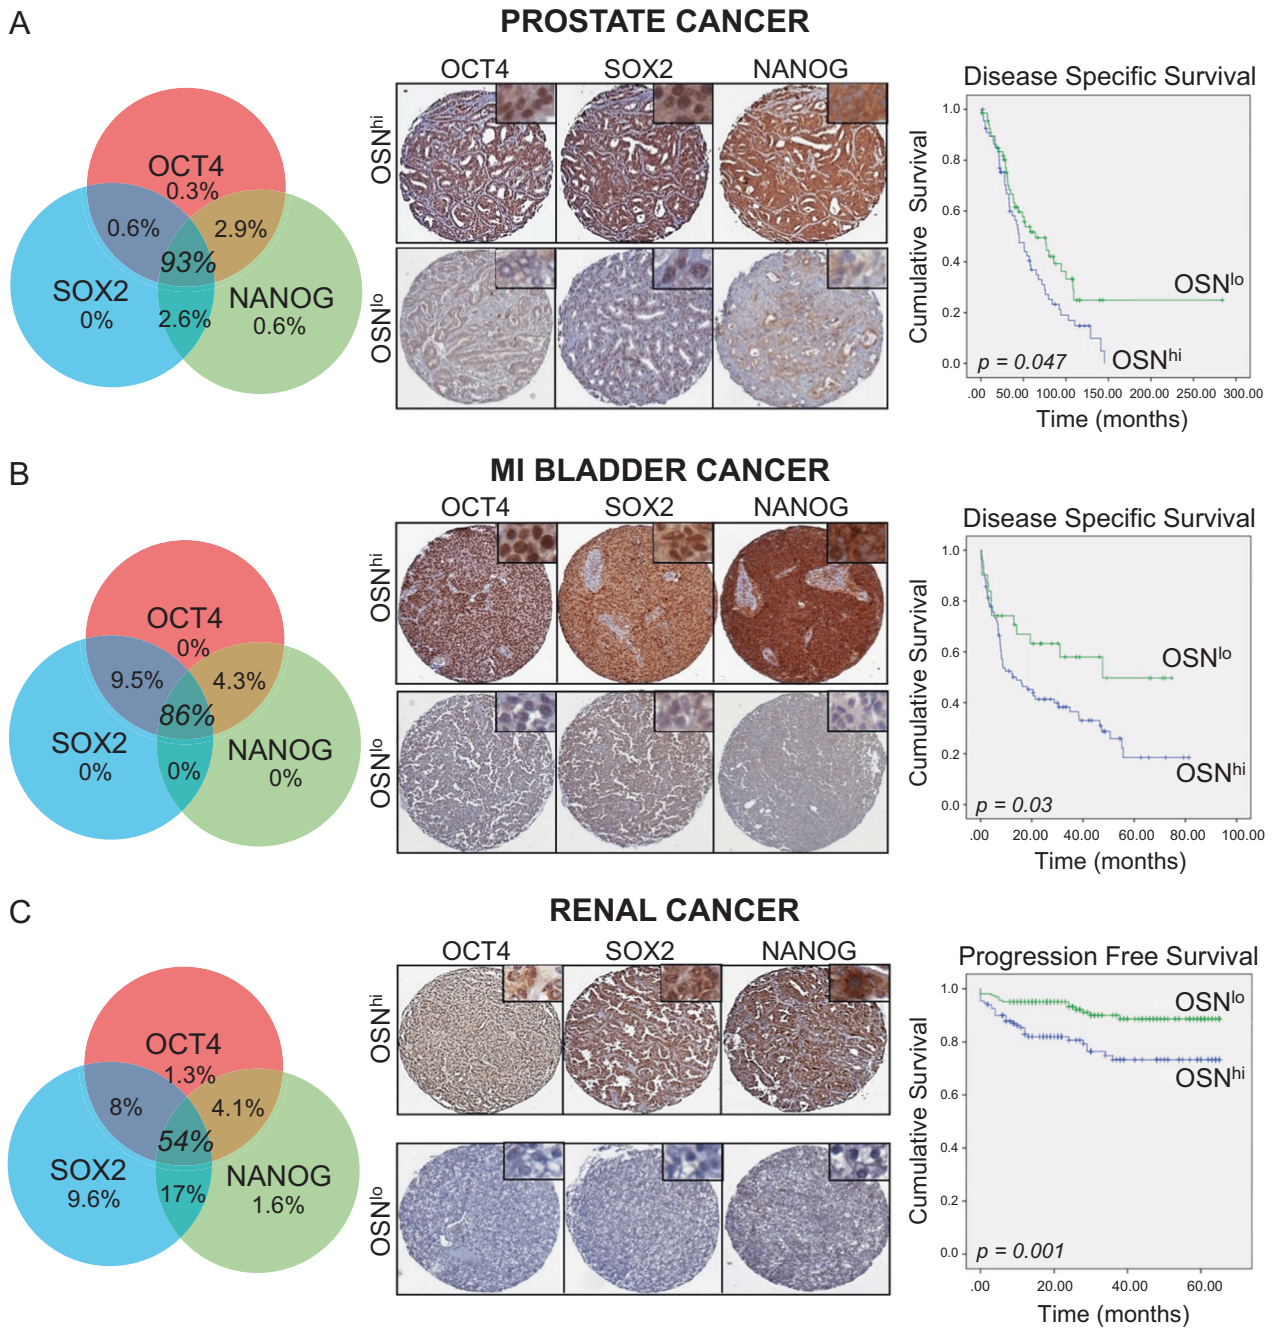 A
PROSTATE CANCER
OCT4
0.3%
0.6%
2.9%
93%
SOX2
0%
NANOG
0.6%
2.6%
OCT4 SOX2 NANOG
OSNhi
OSNlo
Disease Specific Survival
Cumulative Survival
1.0
0.8
0.6
0.4
0.2
0.0
OSNlo
OSNhi
p = 0.047
.00 50.00 100.00 150.00 200.00 250.00 300.00
Time (months)
B
MI BLADDER CANCER
OCT4
0%
9.5%
4.3%
86%
SOX2
0%
NANOG
0%
0%
OCT4 SOX2 NANOG
OSNhi
OSNlo
Disease Specific Survival
Cumulative Survival
1.0
0.8
0.6
0.4
0.2
0.0
OSNlo
OSNhi
p = 0.03
.00 20.00 40.00 60.00 80.00 100.00
Time (months)
C
RENAL CANCER
OCT4
1.3%
8%
4.1%
54%
SOX2
9.6%
NANOG
1.6%
17%
OCT4 SOX2 NANOG
OSNhi
OSNlo
Progression Free Survival
Cumulative Survival
1.0
0.8
0.6
0.4
0.2
0.0
OSNlo
OSNhi
p = 0.001
.00 20.00 40.00 60.00
Time (months)